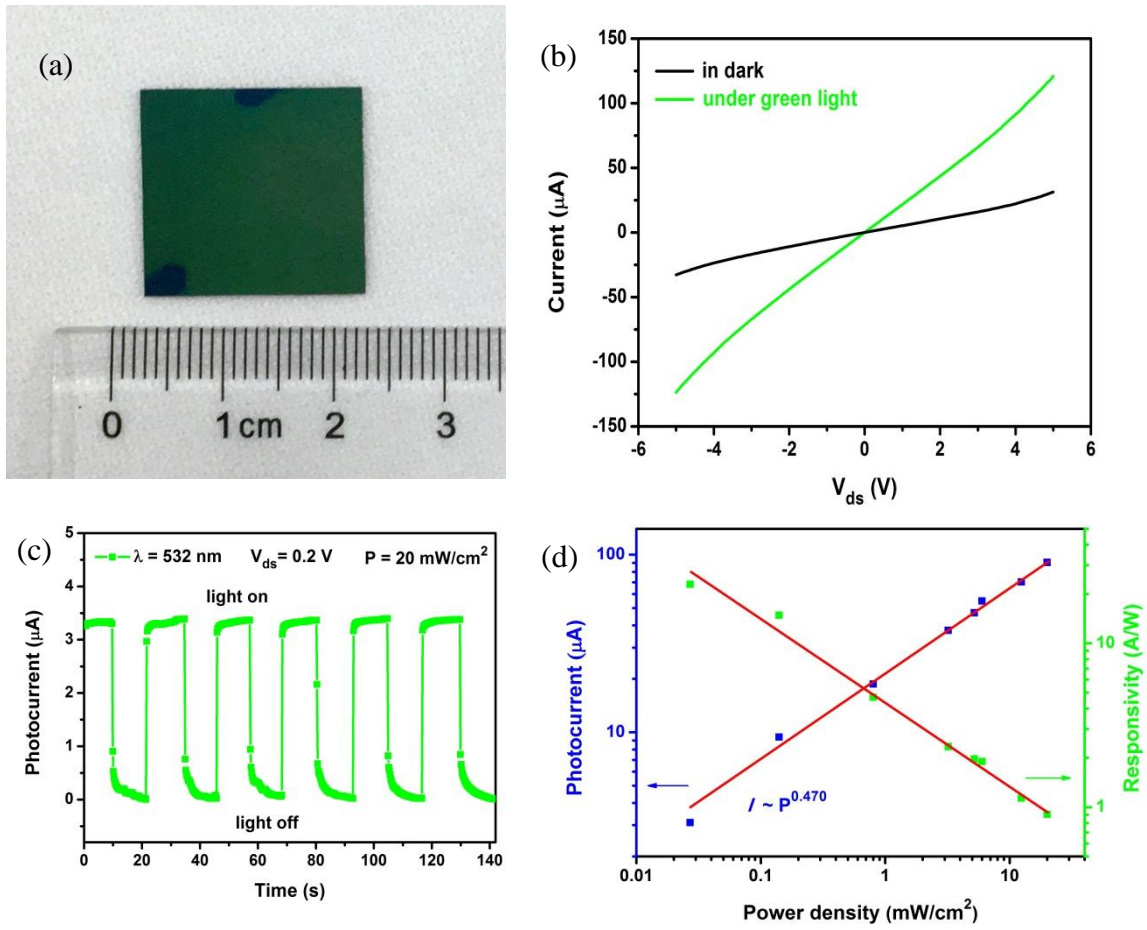 (a)
0 1 cm 2 3
(b)
in dark
under green light
150
100
50
0
-50
-100
-150
-6 -4 -2 0 2 4 6
Current (μA)
V_ds (V)
(c)
λ = 532 nm V_ds = 0.2 V P = 20 mW/cm²
light on
light off
5
4
3
2
1
0
0 20 40 60 80 100 120 140
Photocurrent (μA)
Time (s)
(d)
100
10
Photocurrent (μA)
I ~ P^0.470
10
1
Responsivity (A/W)
0.01 0.1 1 10
Power density (mW/cm²)